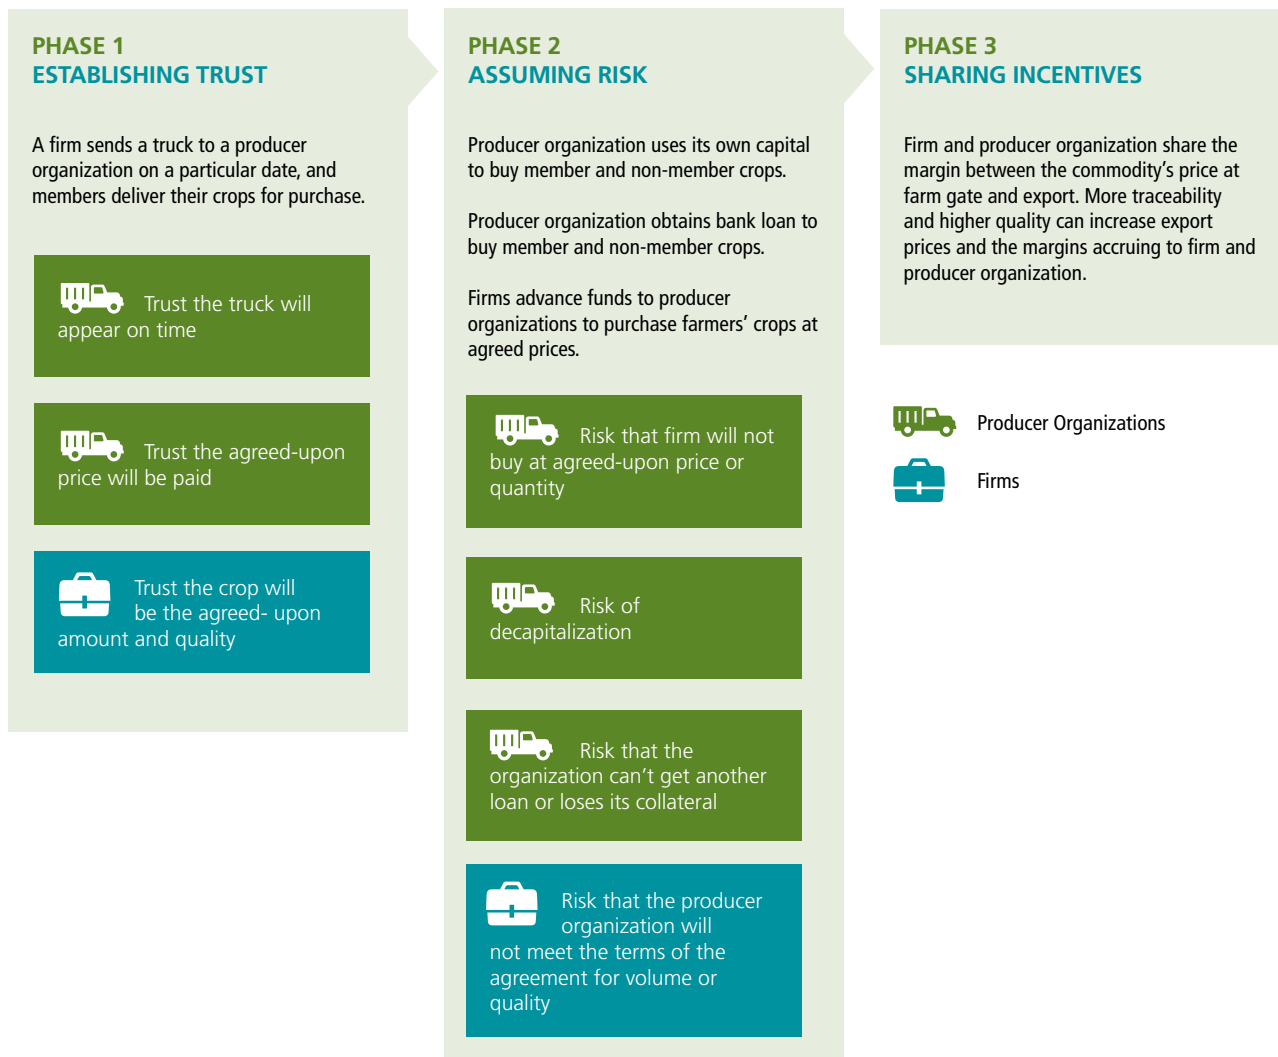 PHASE 1
ESTABLISHING TRUST
A firm sends a truck to a producer
organization on a particular date, and
members deliver their crops for purchase.
Trust the truck will
appear on time
Trust the agreed-upon
price will be paid
Trust the crop will
be the agreed- upon
amount and quality
PHASE 2
ASSUMING RISK
Producer organization uses its own capital
to buy member and non-member crops.
Producer organization obtains bank loan to
buy member and non-member crops.
Firms advance funds to producer
organizations to purchase farmers’ crops at
agreed prices.
Risk that firm will not
buy at agreed-upon price or
quantity
Risk of
decapitalization
Risk that the
organization can’t get another
loan or loses its collateral
Risk that the producer
organization will
not meet the terms of the
agreement for volume or
quality
PHASE 3
SHARING INCENTIVES
Firm and producer organization share the
margin between the commodity’s price at
farm gate and export. More traceability
and higher quality can increase export
prices and the margins accruing to firm and
producer organization.
Producer Organizations
Firms